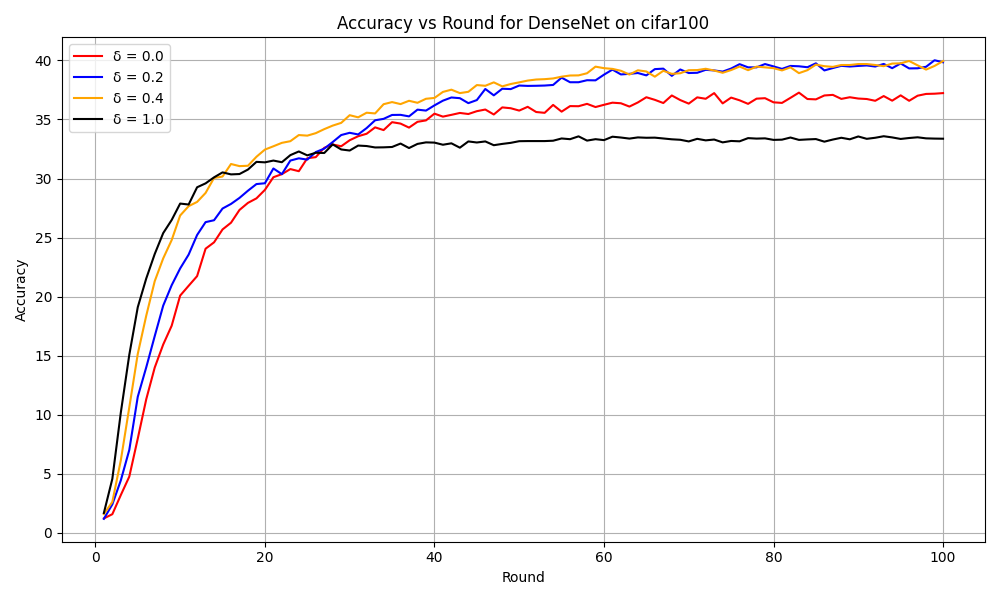 Accuracy vs Round for DenseNet on cifar100
δ = 0.0
δ = 0.2
δ = 0.4
δ = 1.0
Accuracy
40
35
30
25
20
15
10
5
0
0 20 40 60 80 100
Round